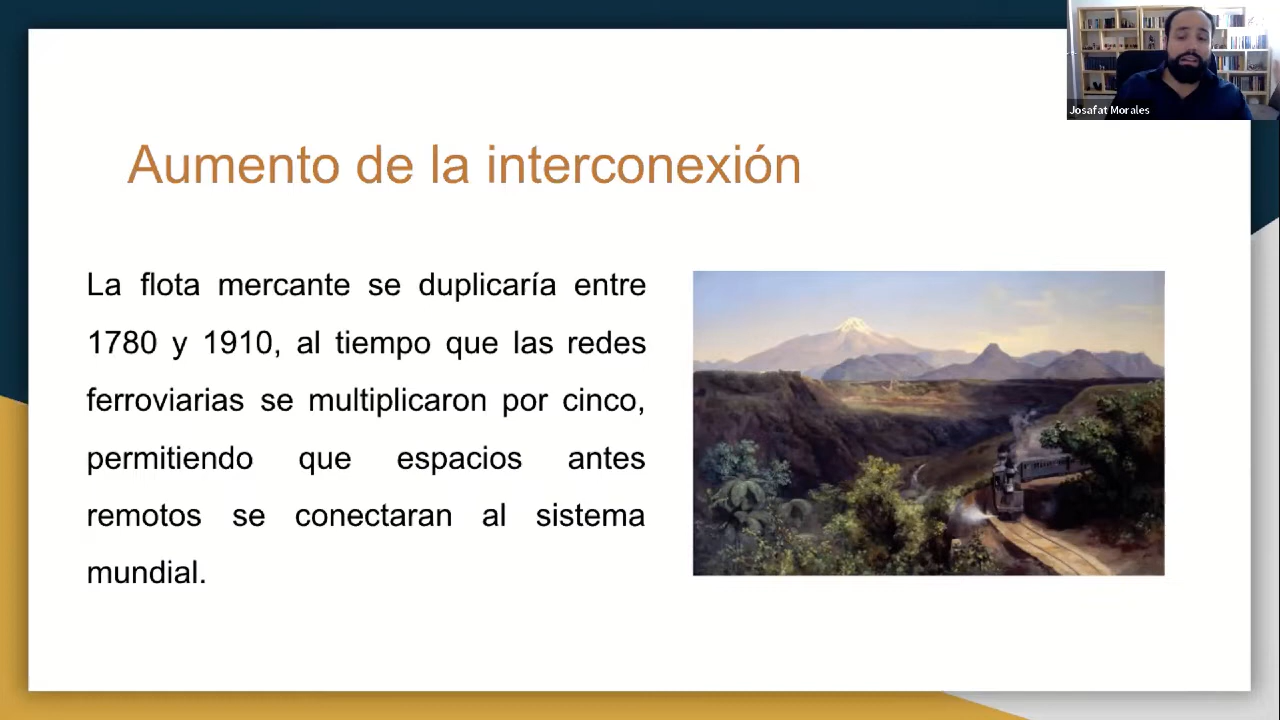 Josafat Morales
Aumento de la interconexión
La flota mercante se duplicaría entre
1780 y 1910, al tiempo que las redes
ferroviarias se multiplicaron por cinco,
permitiendo que espacios antes
remotos se conectaran al sistema
mundial.